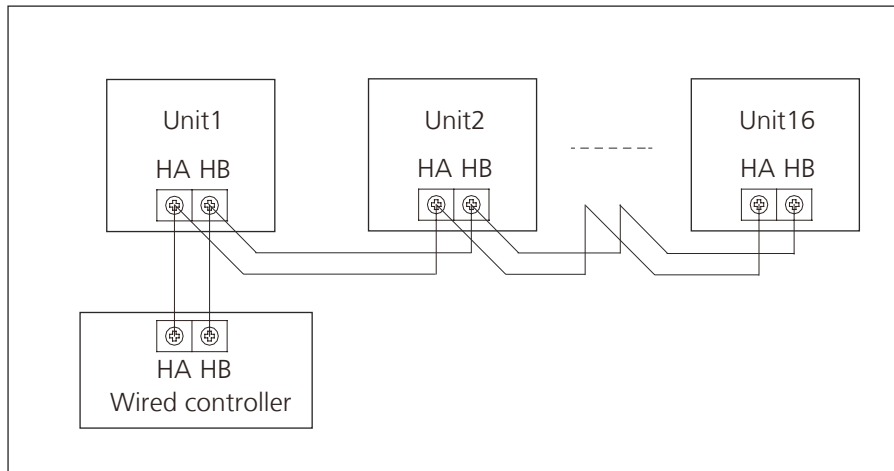 Unit1
HA HB
Unit2
HA HB
Unit16
HA HB
HA HB
Wired controller